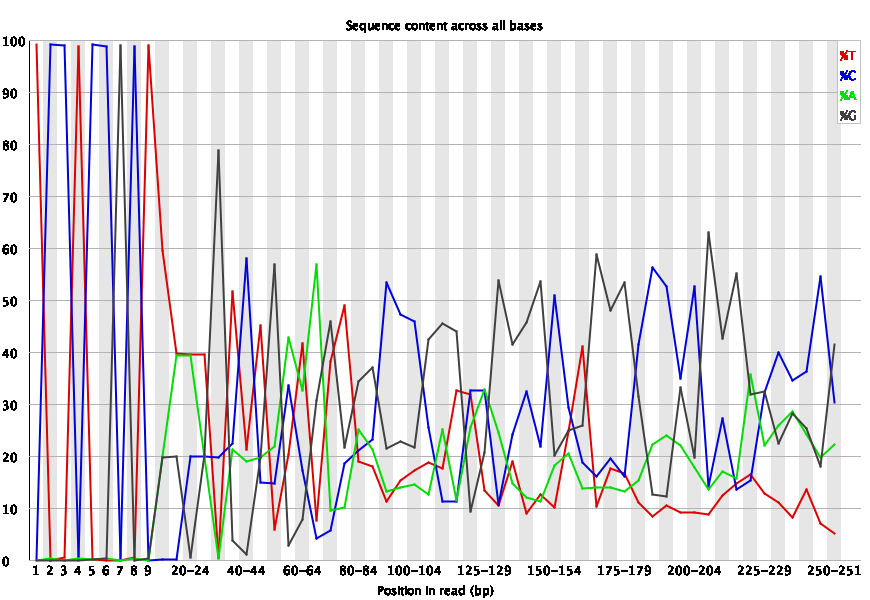 Sequence content across all bases
100
90
80
70
60
50
40
30
20
10
0
%T
%C
%A
%G
1 2 3 4 5 6 7 8 9 20-24 40-44 60-64 80-84 100-104 125-129 150-154 175-179 200-204 225-229 250-251
Position in read (bp)